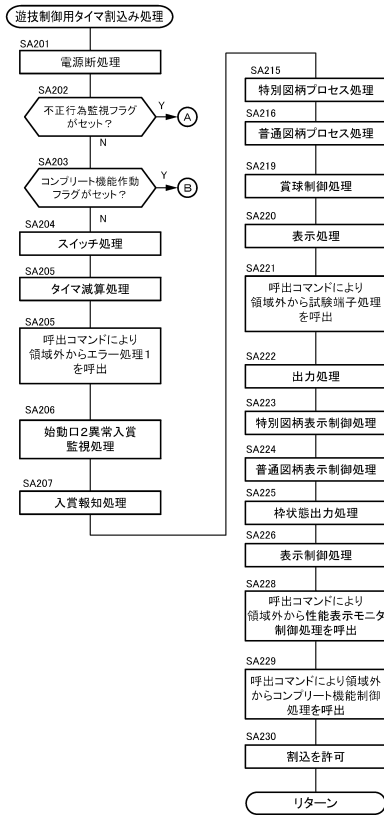 遊技制御用タイマ割込み処理
SA201
電源断処理
SA202
不正行為監視フラグ
がセット?
Y
A
N
SA203
コンプリート機能作動
フラグがセット?
Y
B
N
SA204
スイッチ処理
SA205
タイマ減算処理
SA205
呼出コマンドにより
領域外からエラー処理1
を呼出
SA206
始動口2異常入賞
監視処理
SA207
入賞報知処理
SA215
特別図柄プロセス処理
SA216
普通図柄プロセス処理
SA219
賞球制御処理
SA220
表示処理
SA221
呼出コマンドにより
領域外から試験端子処理
を呼出
SA222
出力処理
SA223
特別図柄表示制御処理
SA224
普通図柄表示制御処理
SA225
枠状態出力処理
SA226
表示制御処理
SA228
呼出コマンドにより
領域外から性能表示モニタ
制御処理を呼出
SA229
呼出コマンドにより領域外
からコンプリート機能制御
処理を呼出
SA230
割込を許可
リターン